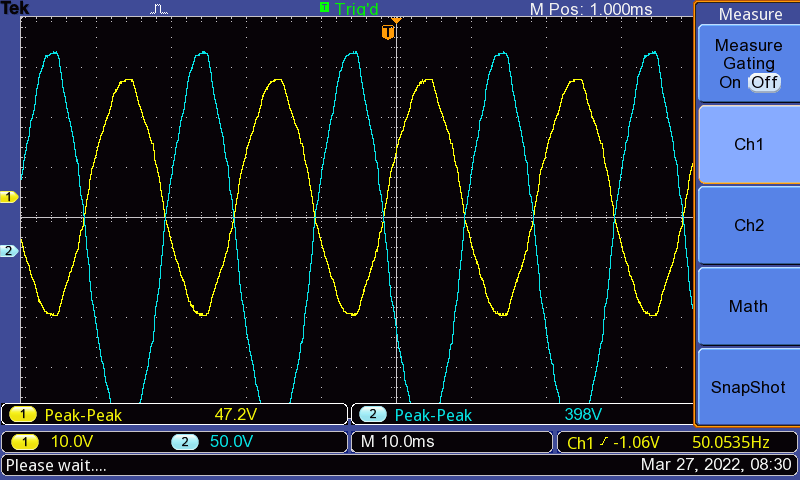 Tek T Trig'd M Pos: 1.000ms Measure
T
Measure
Gating
On Off
Ch1
1
Ch2
2
Math
SnapShot
1 Peak-Peak 47.2V 2 Peak-Peak 398V
1 10.0V 2 50.0V M 10.0ms Ch1 -1.06V 50.0535Hz
Please wait.... Mar 27, 2022, 08:30